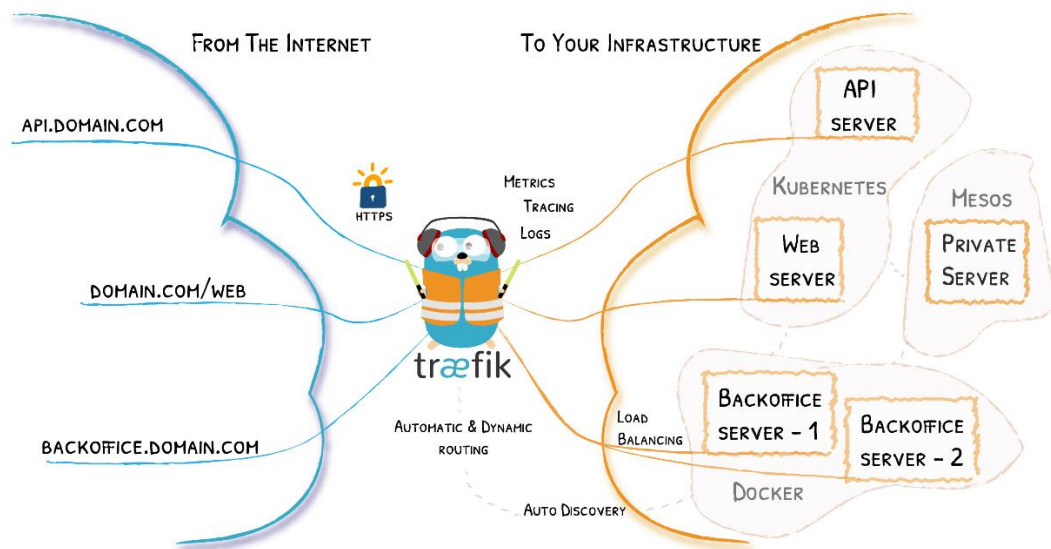 From The Internet
To Your Infrastructure
api.domain.com
domain.com/web
backoffice.domain.com
HTTPS
Metrics
Tracing
Logs
træfik
Automatic & Dynamic
routing
Auto Discovery
Load
Balancing
API
server
Kubernetes
Web
server
Mesos
Private
Server
Backoffice
server - 1
Backoffice
server - 2
Docker